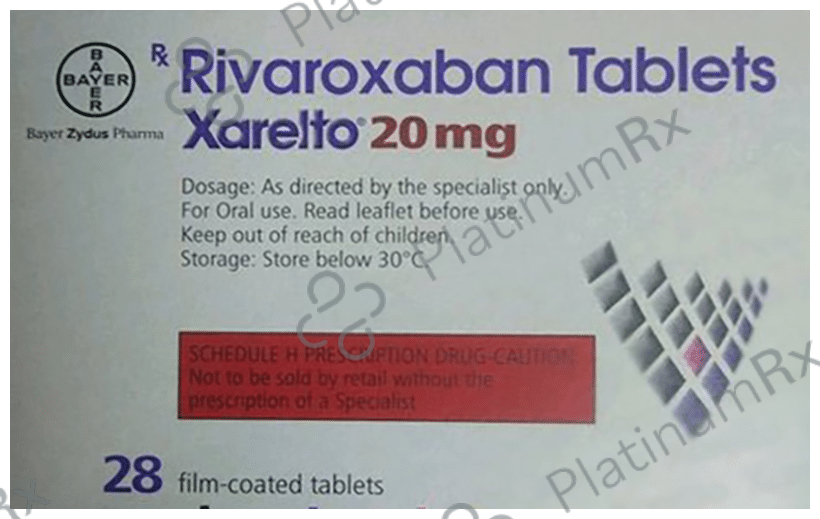 BAYER
BAYER
Bayer Zydus Pharma
Rx Rivaroxaban Tablets
Xarelto® 20 mg
Dosage: As directed by the specialist only.
For Oral use. Read leaflet before use.
Keep out of reach of children.
Storage: Store below 30°C
SCHEDULE H PRESCRIPTION DRUG-CAUTION
Not to be sold by retail without the
prescription of a Specialist
28 film-coated tablets
PlatinumRx
PlatinumRx